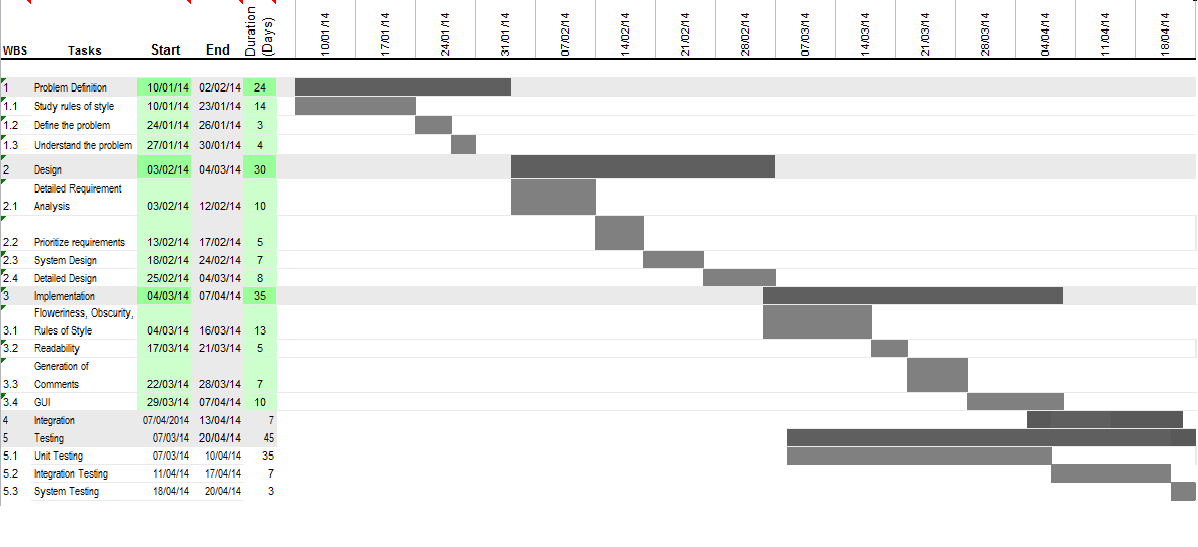 WBS Tasks Start End Duration (Days) 10/01/14 17/01/14 24/01/14 31/01/14 07/02/14 14/02/14 21/02/14 28/02/14 07/03/14 14/03/14 21/03/14 28/03/14 04/04/14 11/04/14 18/04/14
1 Problem Definition 10/01/14 02/02/14 24
1.1 Study rules of style 10/01/14 23/01/14 14
1.2 Define the problem 24/01/14 26/01/14 3
1.3 Understand the problem 27/01/14 30/01/14 4
2 Design 03/02/14 04/03/14 30
Detailed Requirement
2.1 Analysis 03/02/14 12/02/14 10
2.2 Prioritize requirements 13/02/14 17/02/14 5
2.3 System Design 18/02/14 24/02/14 7
2.4 Detailed Design 25/02/14 04/03/14 8
3 Implementation 04/03/14 07/04/14 35
Floweriness, Obscurity,
3.1 Rules of Style 04/03/14 16/03/14 13
3.2 Readability 17/03/14 21/03/14 5
Generation of
3.3 Comments 22/03/14 28/03/14 7
3.4 GUI 29/03/14 07/04/14 10
4 Integration 07/04/2014 13/04/14 7
5 Testing 07/03/14 20/04/14 45
5.1 Unit Testing 07/03/14 10/04/14 35
5.2 Integration Testing 11/04/14 17/04/14 7
5.3 System Testing 18/04/14 20/04/14 3